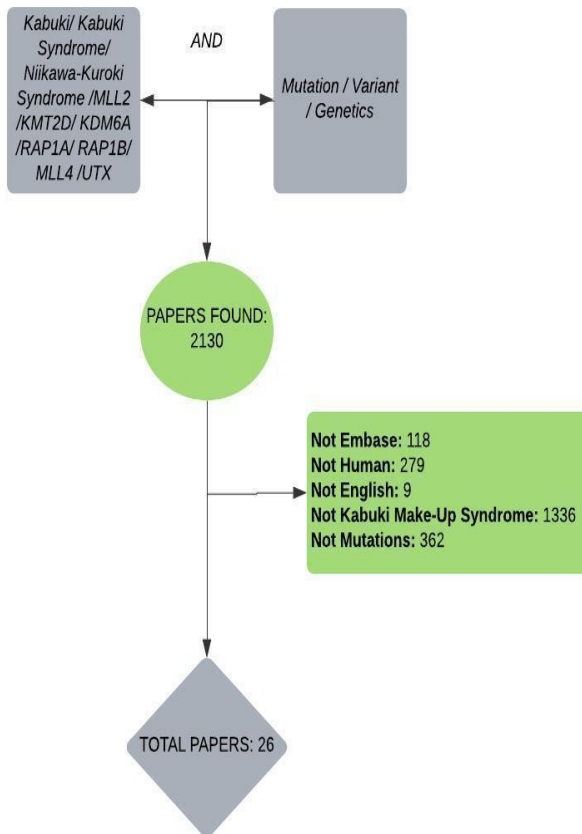 Kabuki/ Kabuki
Syndrome/
Niikawa-Kuroki
Syndrome /MLL2
/KMT2D/ KDM6A
/RAP1A/ RAP1B/
MLL4 /UTX
AND
Mutation / Variant
/ Genetics
PAPERS FOUND:
2130
Not Embase: 118
Not Human: 279
Not English: 9
Not Kabuki Make-Up Syndrome: 1336
Not Mutations: 362
TOTAL PAPERS: 26